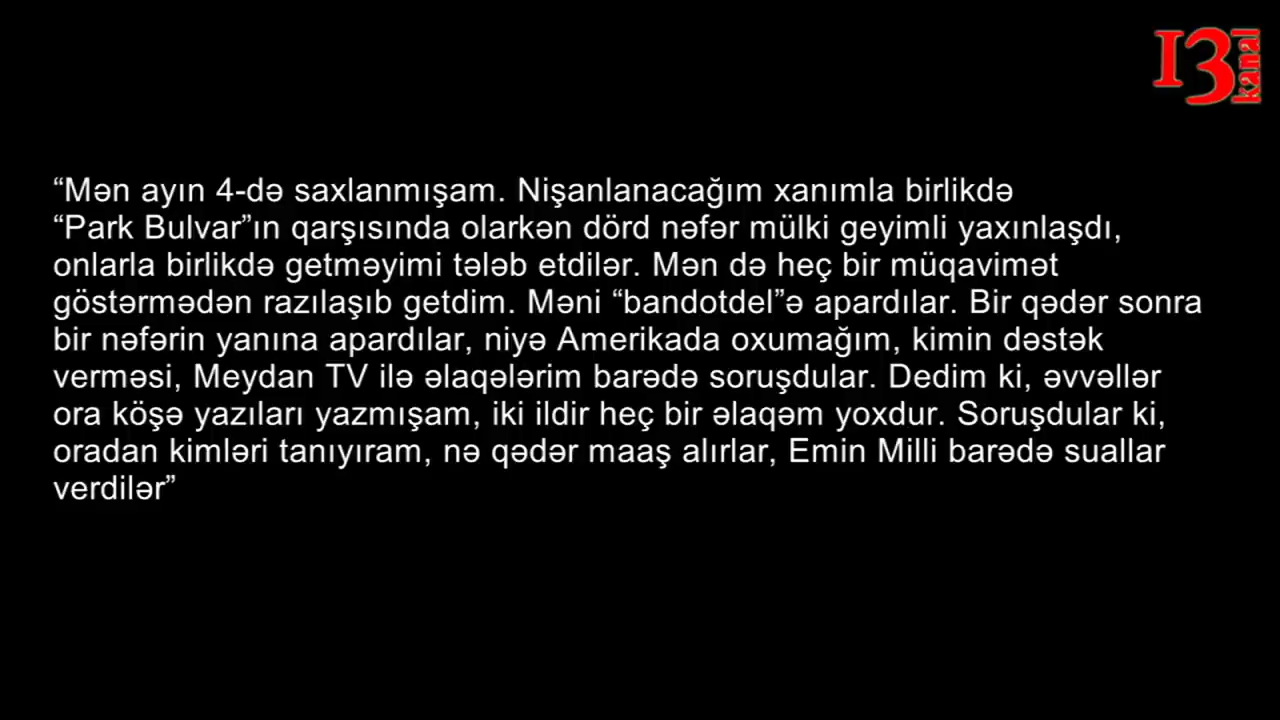 13
kanal
“Mən ayın 4-də saxlanmışam. Nişanlanacağım xanımla birlikdə
“Park Bulvar”ın qarşısında olarkən dörd nəfər mülki geyimli yaxınlaşdı,
onlarla birlikdə getməyimi tələb etdilər. Mən də heç bir müqavimət
göstərmədən razılaşıb getdim. Məni “bandotdel”ə apardılar. Bir qədər sonra
bir nəfərin yanına apardılar, niyə Amerikada oxumağım, kimin dəstək
verməsi, Meydan TV ilə əlaqələrim barədə soruşdular. Dedim ki, əvvəllər
ora köşə yazıları yazmışam, iki ildir heç bir əlaqəm yoxdur. Soruşdular ki,
oradan kimləri tanıyıram, nə qədər maaş alırlar, Emin Milli barədə suallar
verdilər”